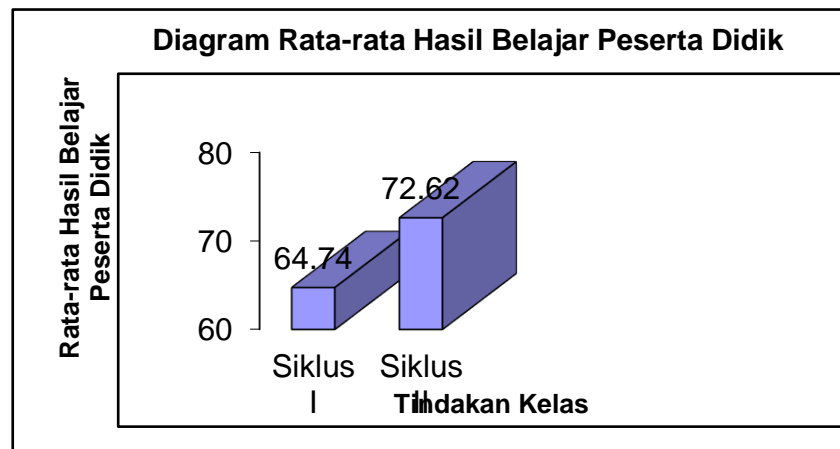 Diagram Rata-rata Hasil Belajar Peserta Didik
Rata-rata Hasil Belajar
Peserta Didik
80
70
60
64.74
72.62
Siklus
I
Siklus
II
Tindakan Kelas